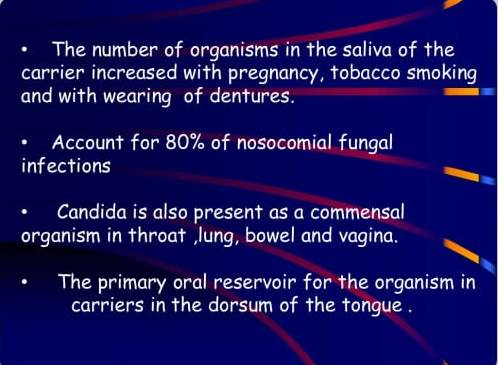 • The number of organisms in the saliva of the
carrier increased with pregnancy, tobacco smoking
and with wearing of dentures.
• Account for 80% of nosocomial fungal
infections
• Candida is also present as a commensal
organism in throat ,lung, bowel and vagina.
• The primary oral reservoir for the organism in
carriers in the dorsum of the tongue .